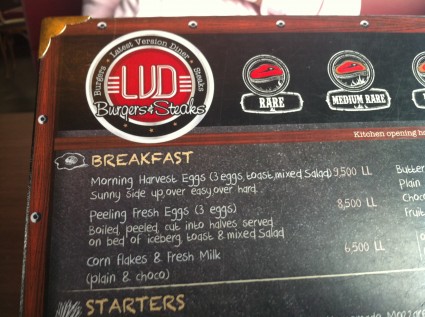 Burgers Latest Version Diner Steaks
LVD
Burgers & Steaks
RARE
MEDIUM RARE
Kitchen opening ho
BREAKFAST
Morning Harvest Eggs (3 eggs, toast, mixed salad) 9,500 LL
Sunny side up, over easy, over hard
Peeling Fresh Eggs (3 eggs) 8,500 LL
Boiled, peeled, cut into halves served
on bed of iceberg, toast & mixed salad
Corn flakes & Fresh Milk 6,500 LL
(plain & choco)
Butter
Plain
Choc
Fruit
STARTERS